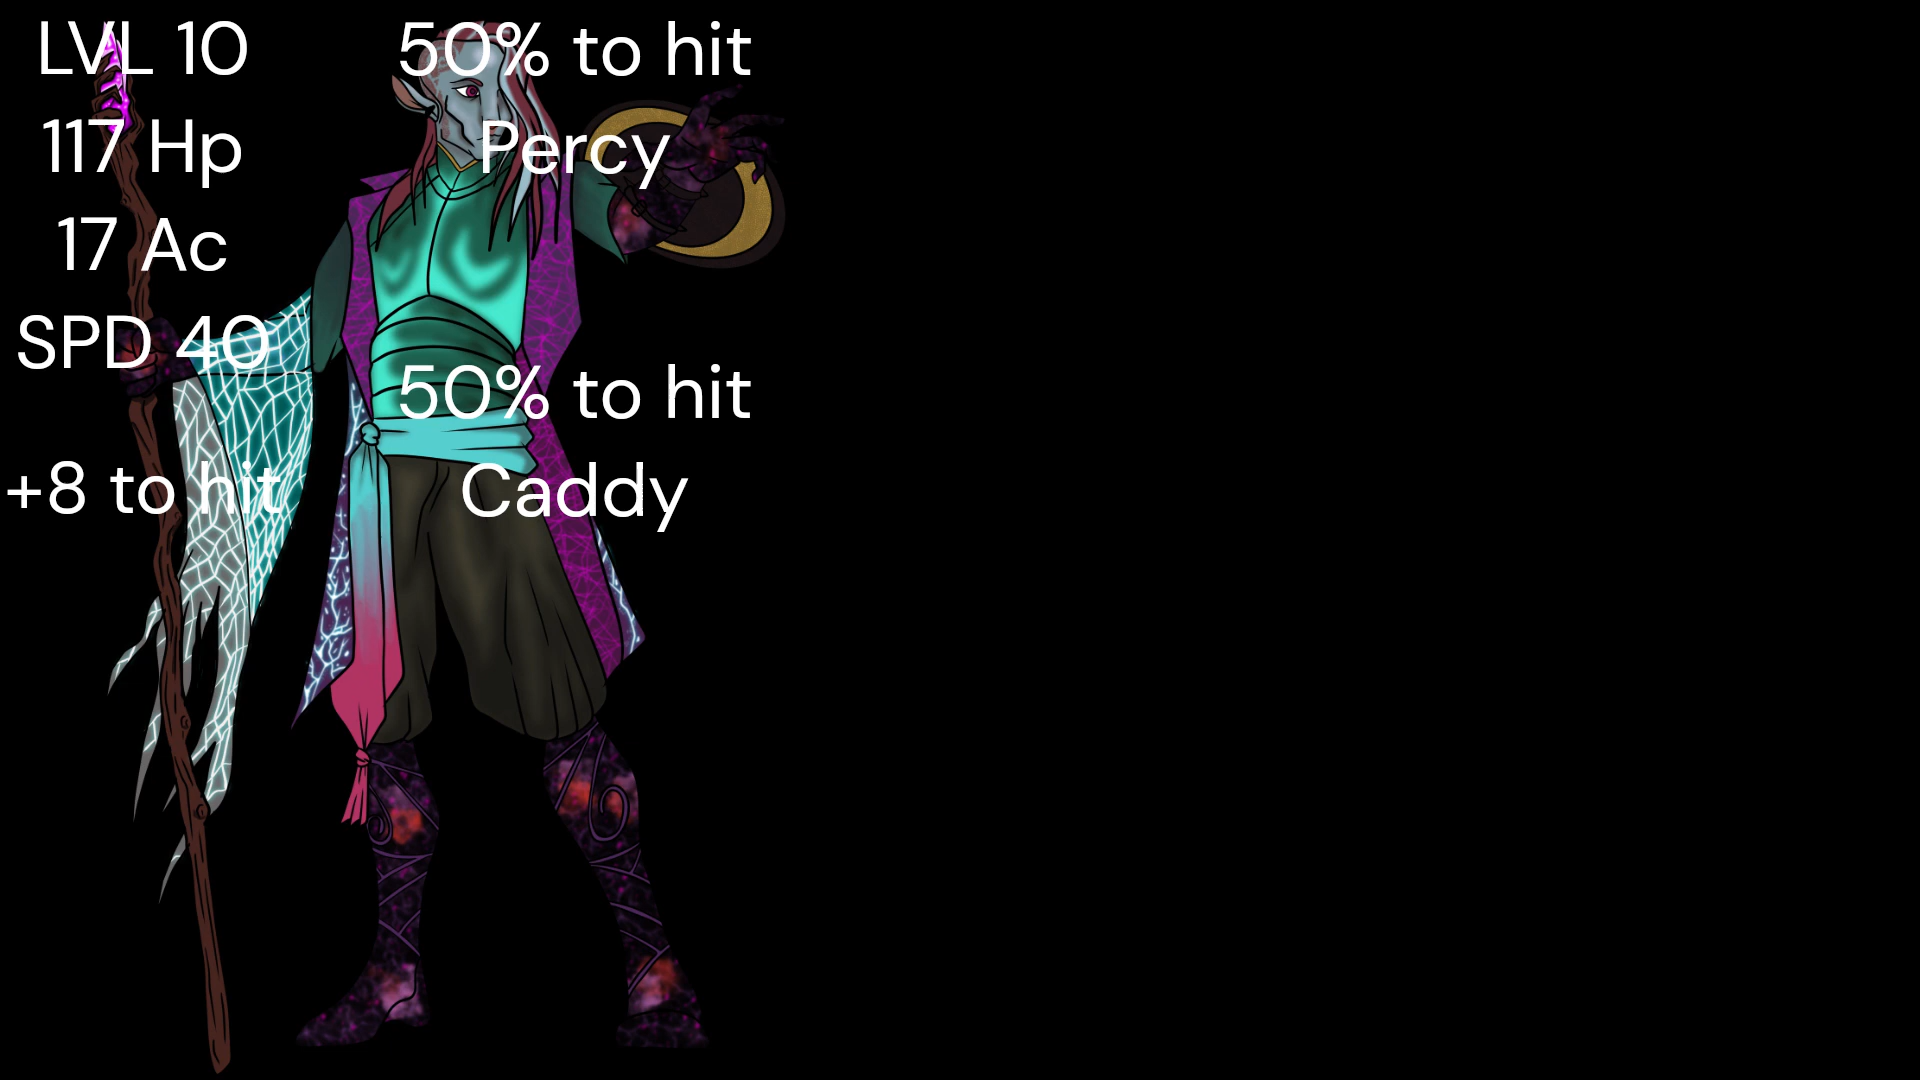 LVL 10
117 Hp
17 Ac
SPD 40
+8 to hit
50% to hit
Percy
50% to hit
Caddy